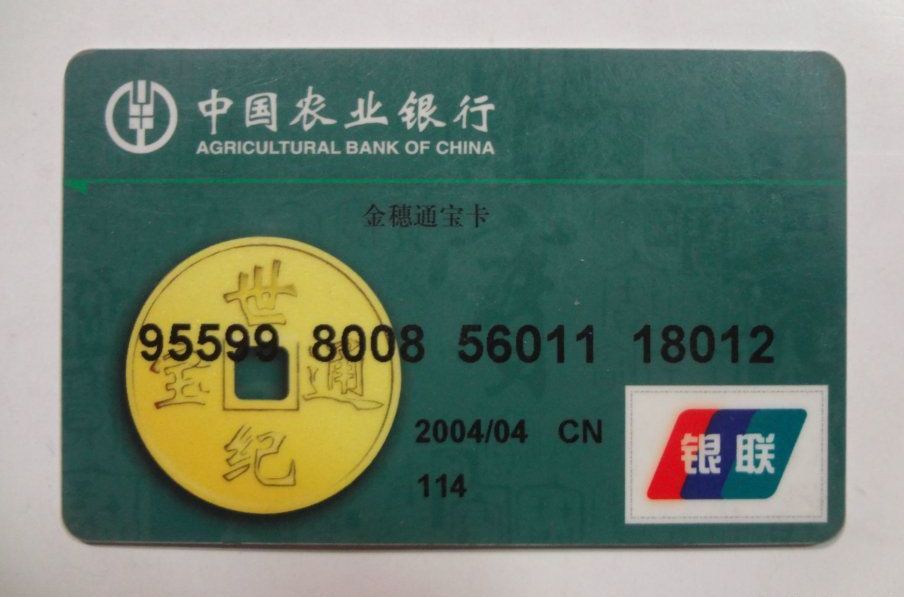 中国农业银行
AGRICULTURAL BANK OF CHINA
金穗通宝卡
世
95599 8008 56011 18012
宝 通
纪
2004/04 CN
114
银联